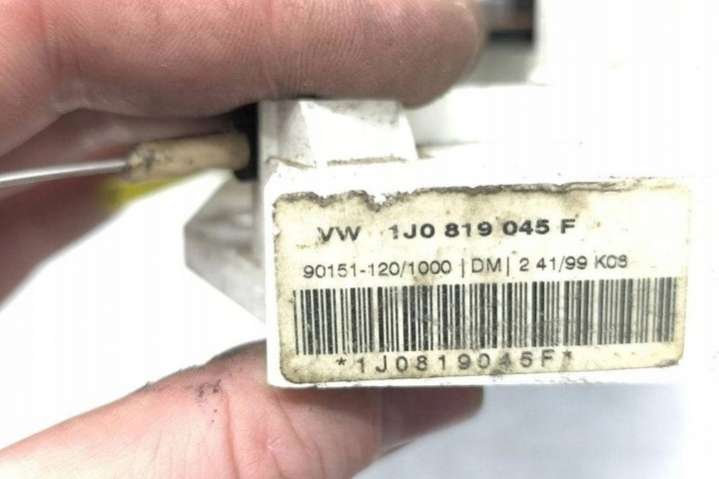 VW 1J0 819 045 F
90151-120/1000 | DM | 2 41/99 K08
*1J0819045F*